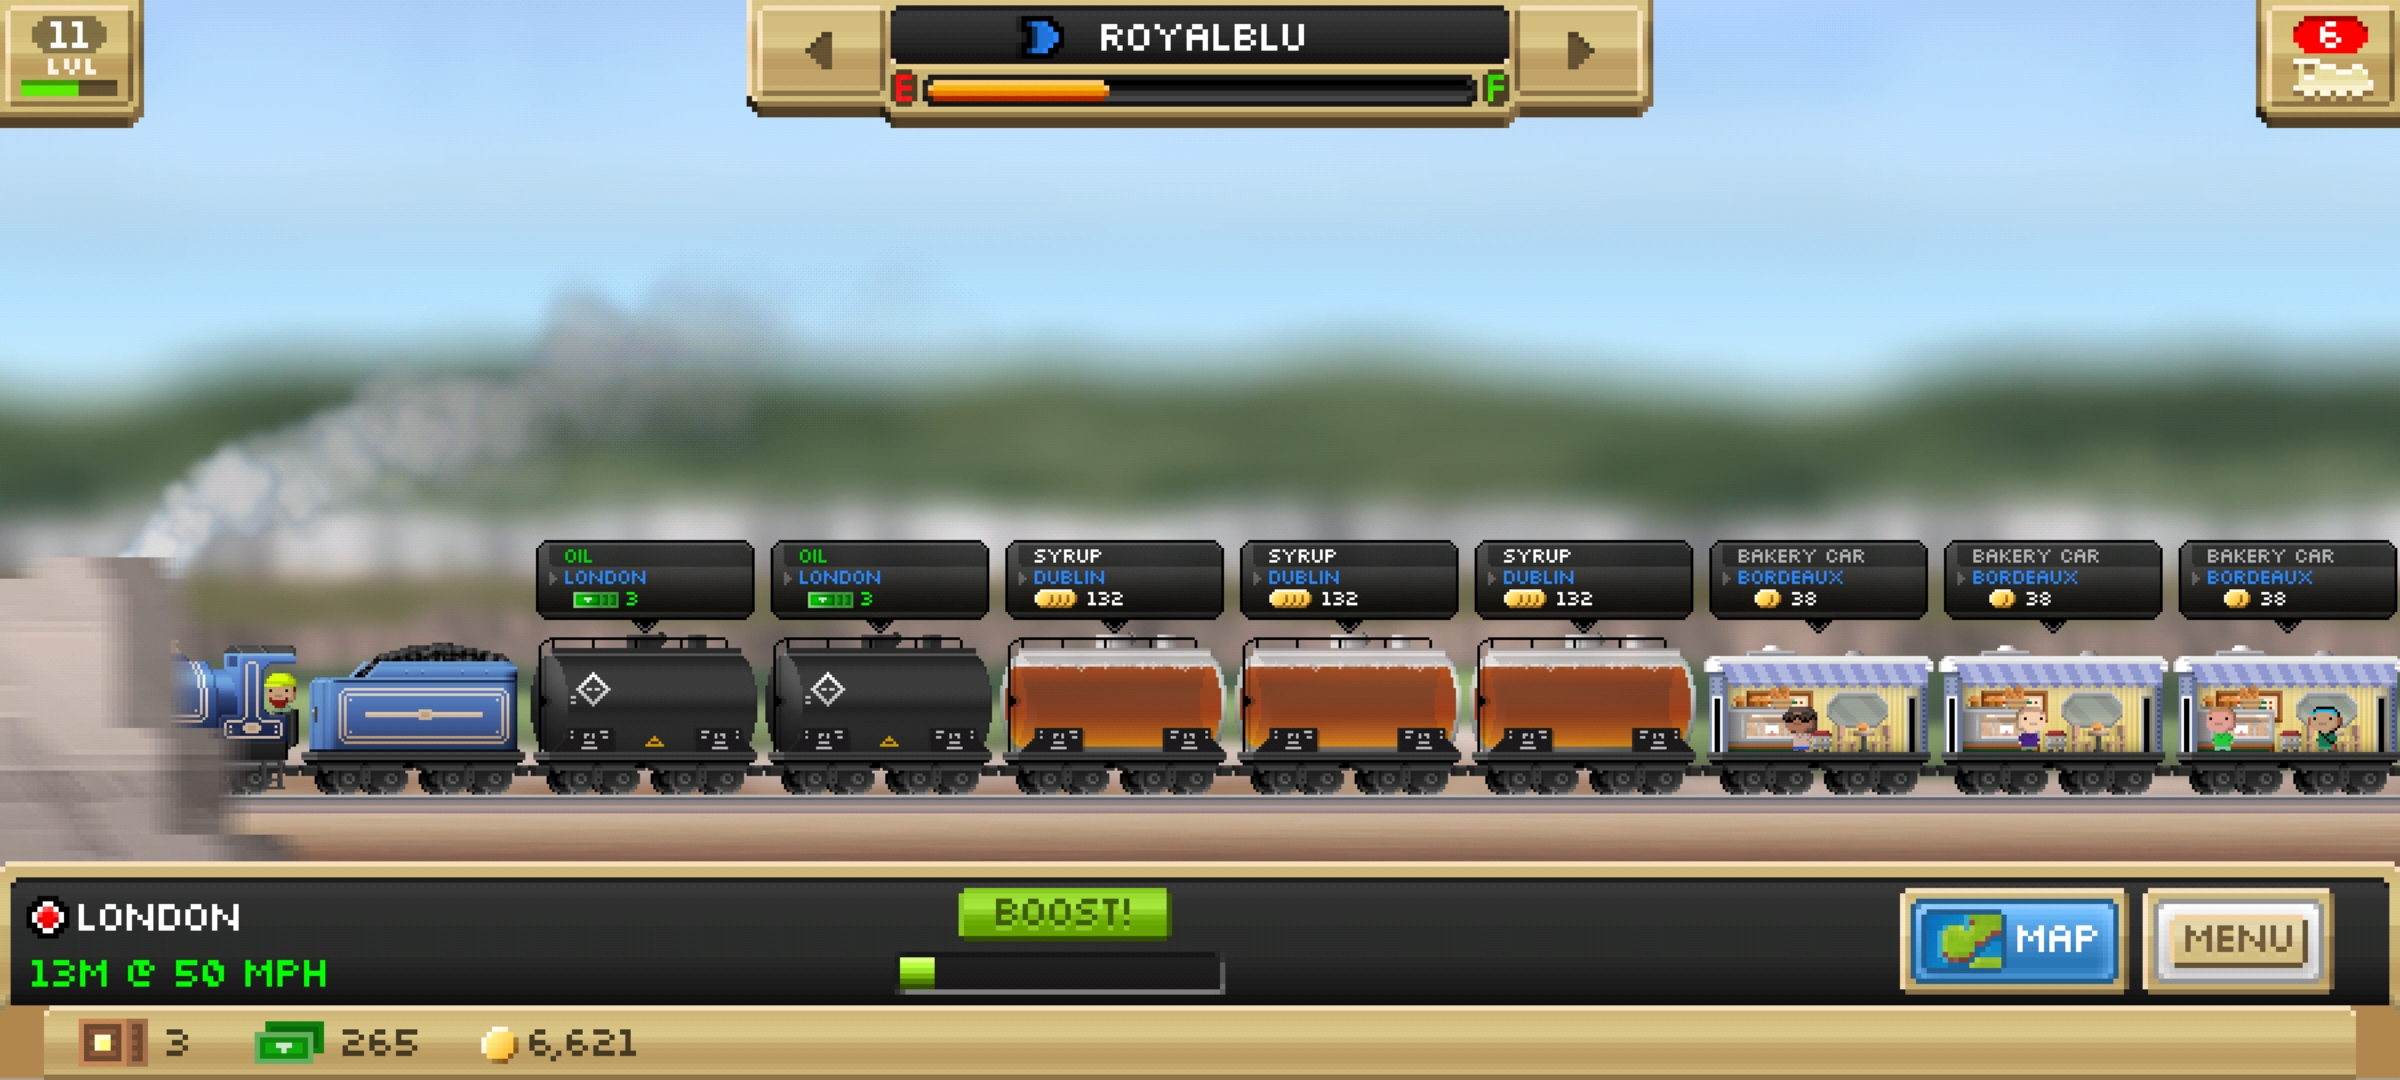 11
LVL
ROYALBLU
E F
6
OIL
LONDON
3
OIL
LONDON
3
SYRUP
DUBLIN
132
SYRUP
DUBLIN
132
SYRUP
DUBLIN
132
BAKERY CAR
BORDEAUX
38
BAKERY CAR
BORDEAUX
38
BAKERY CAR
BORDEAUX
38
LONDON
13M @ 50 MPH
BOOST!
MAP
MENU
3
265
6,621